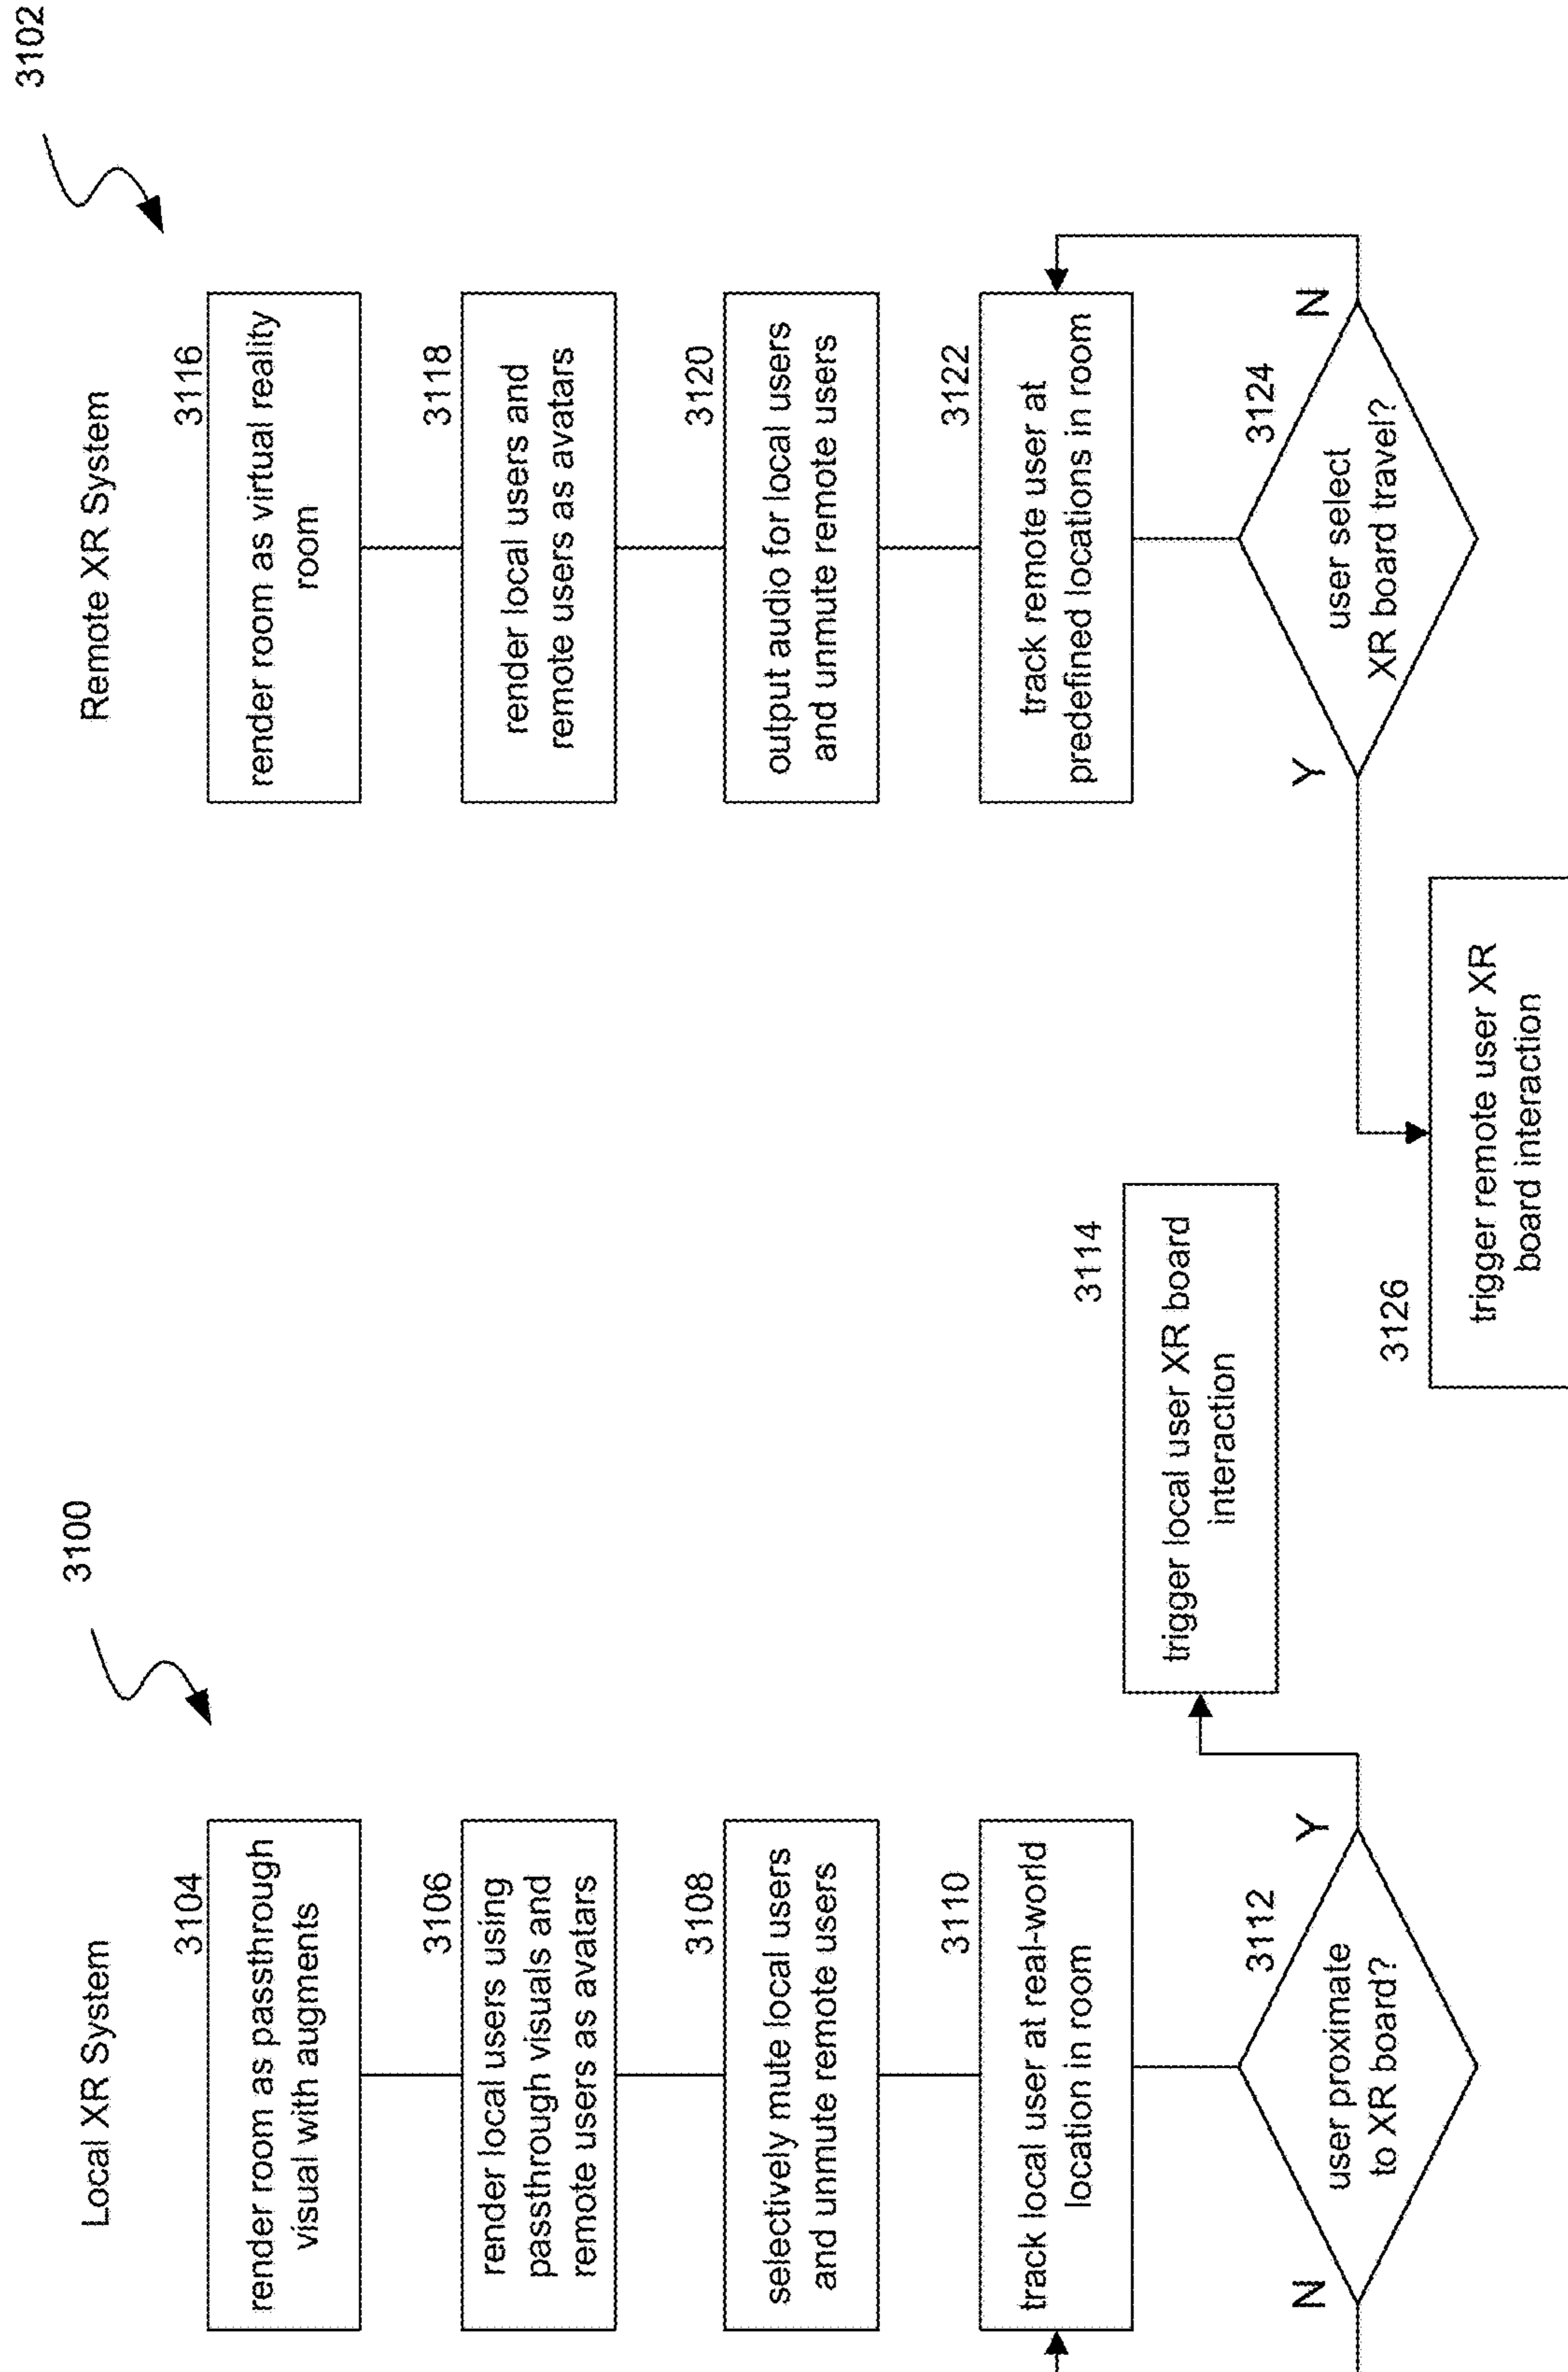 Local XR System
3100
3104
render room as passthrough
visual with augments
3106
render local users using
passthrough visuals and
remote users as avatars
3108
selectively mute local users
and unmute remote users
3110
track local user at real-world
location in room
3112
user proximate
to XR board?
N
Y
3114
trigger local user XR board
interaction
Remote XR System
3102
3116
render room as virtual reality
room
3118
render local users and
remote users as avatars
3120
output audio for local users
and unmute remote users
3122
track remote user at
predefined locations in room
3124
user select
XR board travel?
Y
N
3126
trigger remote user XR
board interaction